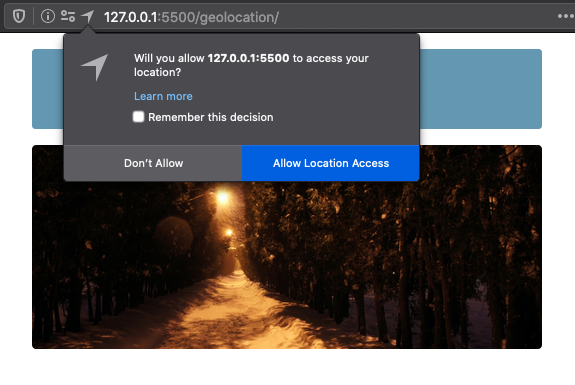 127.0.0.1:5500/geolocation/
Will you allow 127.0.0.1:5500 to access your
location?
Learn more
Remember this decision
Don’t Allow
Allow Location Access